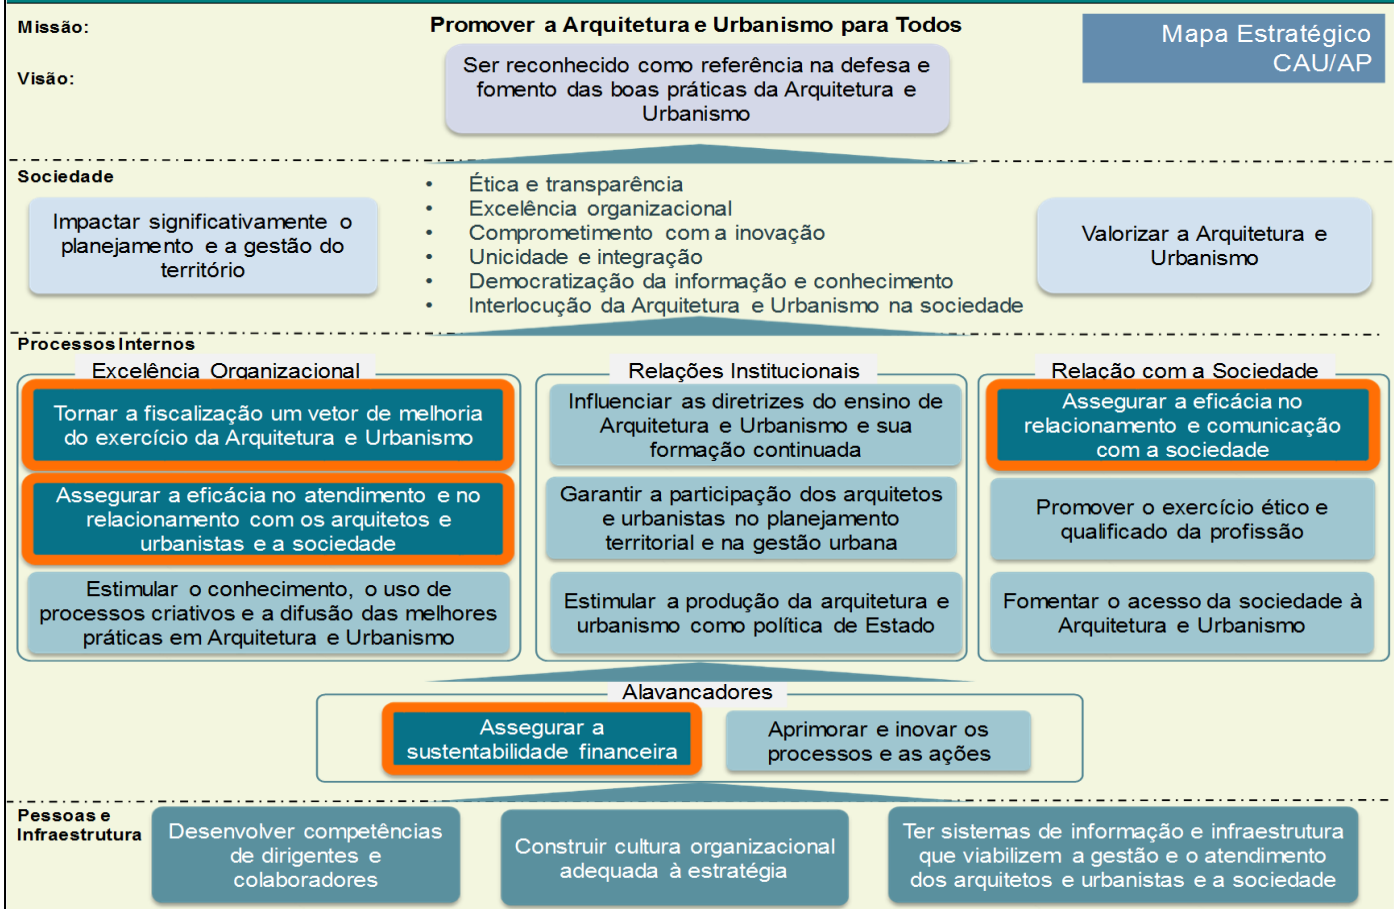 Missão:
Promover a Arquitetura e Urbanismo para Todos
Mapa Estratégico
CAU/AP
Visão:
Ser reconhecido como referência na defesa e
fomento das boas práticas da Arquitetura e
Urbanismo
Sociedade
Impactar significativamente o
planejamento e a gestão do
território
• Ética e transparência
• Excelência organizacional
• Comprometimento com a inovação
• Unicidade e integração
• Democratização da informação e conhecimento
• Interlocução da Arquitetura e Urbanismo na sociedade
Valorizar a Arquitetura e
Urbanismo
Processos Internos
Excelência Organizacional
Tornar a fiscalização um vetor de melhoria
do exercício da Arquitetura e Urbanismo
Assegurar a eficácia no atendimento e no
relacionamento com os arquitetos e
urbanistas e a sociedade
Estimular o conhecimento, o uso de
processos criativos e a difusão das melhores
práticas em Arquitetura e Urbanismo
Relações Institucionais
Influenciar as diretrizes do ensino de
Arquitetura e Urbanismo e sua
formação continuada
Garantir a participação dos arquitetos
e urbanistas no planejamento
territorial e na gestão urbana
Estimular a produção da arquitetura e
urbanismo como política de Estado
Relação com a Sociedade
Assegurar a eficácia no
relacionamento e comunicação
com a sociedade
Promover o exercício ético e
qualificado da profissão
Fomentar o acesso da sociedade à
Arquitetura e Urbanismo
Alavancadores
Assegurar a
sustentabilidade financeira
Aprimorar e inovar os
processos e as ações
Pessoas e
Infraestrutura
Desenvolver competências
de dirigentes e
colaboradores
Construir cultura organizacional
adequada à estratégia
Ter sistemas de informação e infraestrutura
que viabilizem a gestão e o atendimento
dos arquitetos e urbanistas e a sociedade